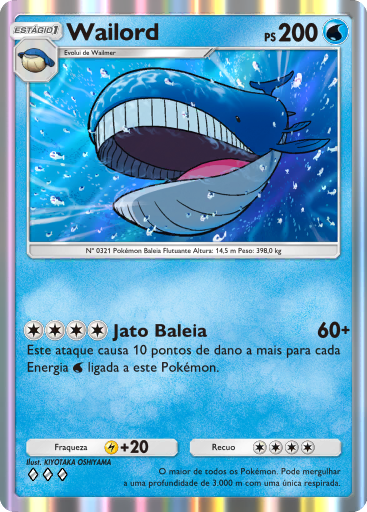 ESTÁGIO 1
Wailord
PS 200
Evolui de Wailmer
N° 0321 Pokémon Baleia Flutuante Altura: 14,5 m Peso: 398,0 kg
Jato Baleia 60+
Este ataque causa 10 pontos de dano a mais para cada
Energia ligada a este Pokémon.
Fraqueza +20 Recuo
Ilust. KIYOTAKA OSHIYAMA
O maior de todos os Pokémon. Pode mergulhar
a uma profundidade de 3.000 m com uma única respirada.